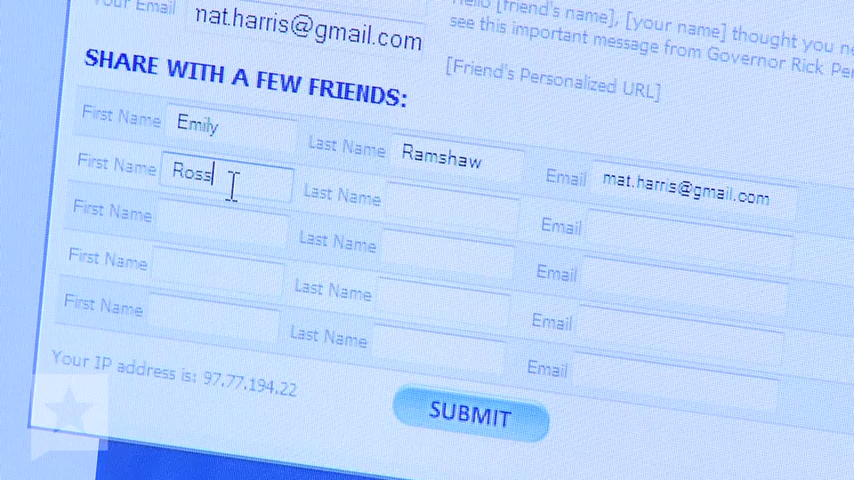 Your Email mat.harris@gmail.com
Hello [friend's name], [your name] thought you
see this important message from Governor Rick
[Friend's Personalized URL]
SHARE WITH A FEW FRIENDS:
First Name Emily Last Name Ramshaw Email mat.harris@gmail.com
First Name Ross Last Name Email
First Name Last Name Email
First Name Last Name Email
First Name Last Name Email
Your IP address is: 97.77.194.22
SUBMIT